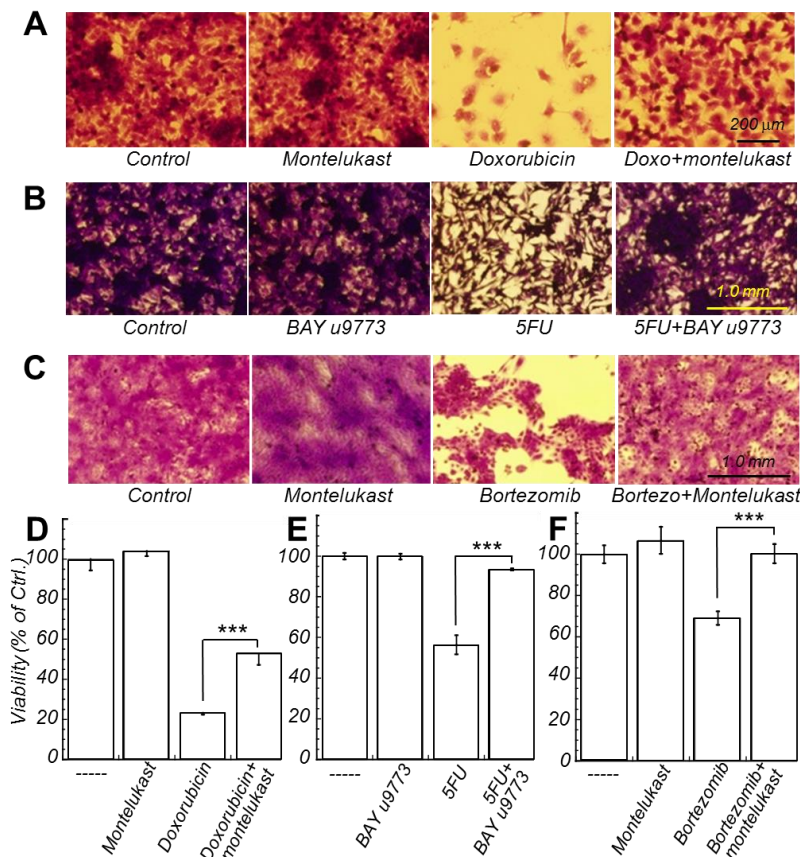 A
Control Montelukast Doxorubicin Doxo+montelukast
200 µm
B
Control BAY u9773 5FU 5FU+BAY u9773
1.0 mm
C
Control Montelukast Bortezomib Bortezo+Montelukast
1.0 mm
D
Viability (% of Ctrl.)
100
80
60
40
20
0
***
-----
Montelukast
Doxorubicin
Doxorubicin+
montelukast
E
100
80
60
40
20
0
***
-----
BAY u9773
5FU
5FU+
BAY u9773
F
100
80
60
40
20
0
***
-----
Montelukast
Bortezomib
Bortezomib+
montelukast